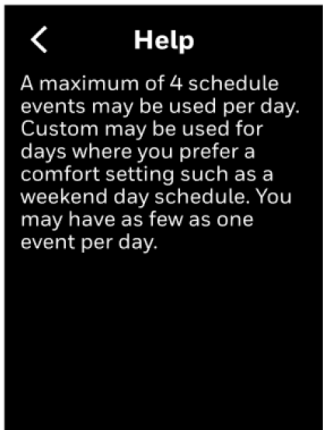 Help
A maximum of 4 schedule
events may be used per day.
Custom may be used for
days where you prefer a
comfort setting such as a
weekend day schedule. You
may have as few as one
event per day.